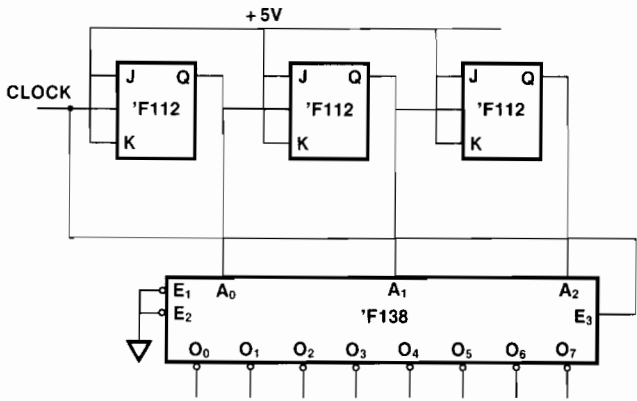 +5V
J Q J Q J Q
CLOCK 'F112 'F112 'F112
K K K
E1 A0 A1 A2
E2 'F138 E3
O0 O1 O2 O3 O4 O5 O6 O7